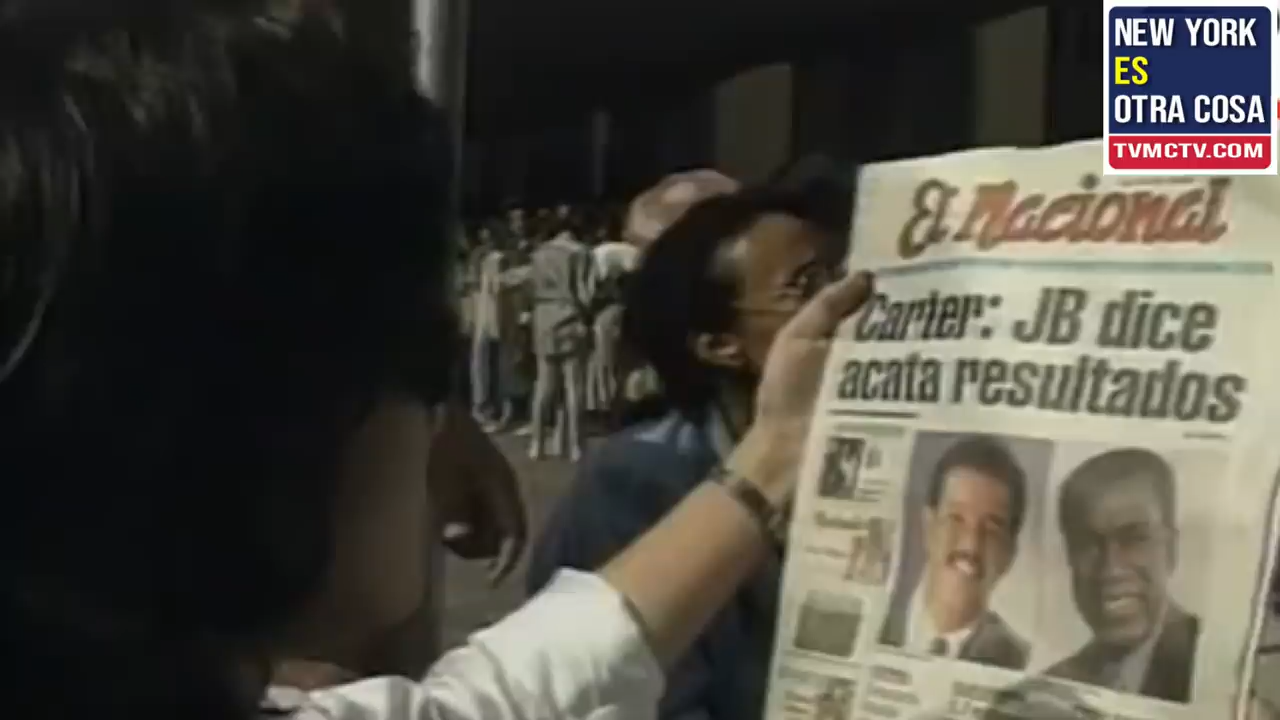 NEW YORK
ES
OTRA COSA
TVMCTV.COM
El Nacional
Carter: JB dice
acata resultados